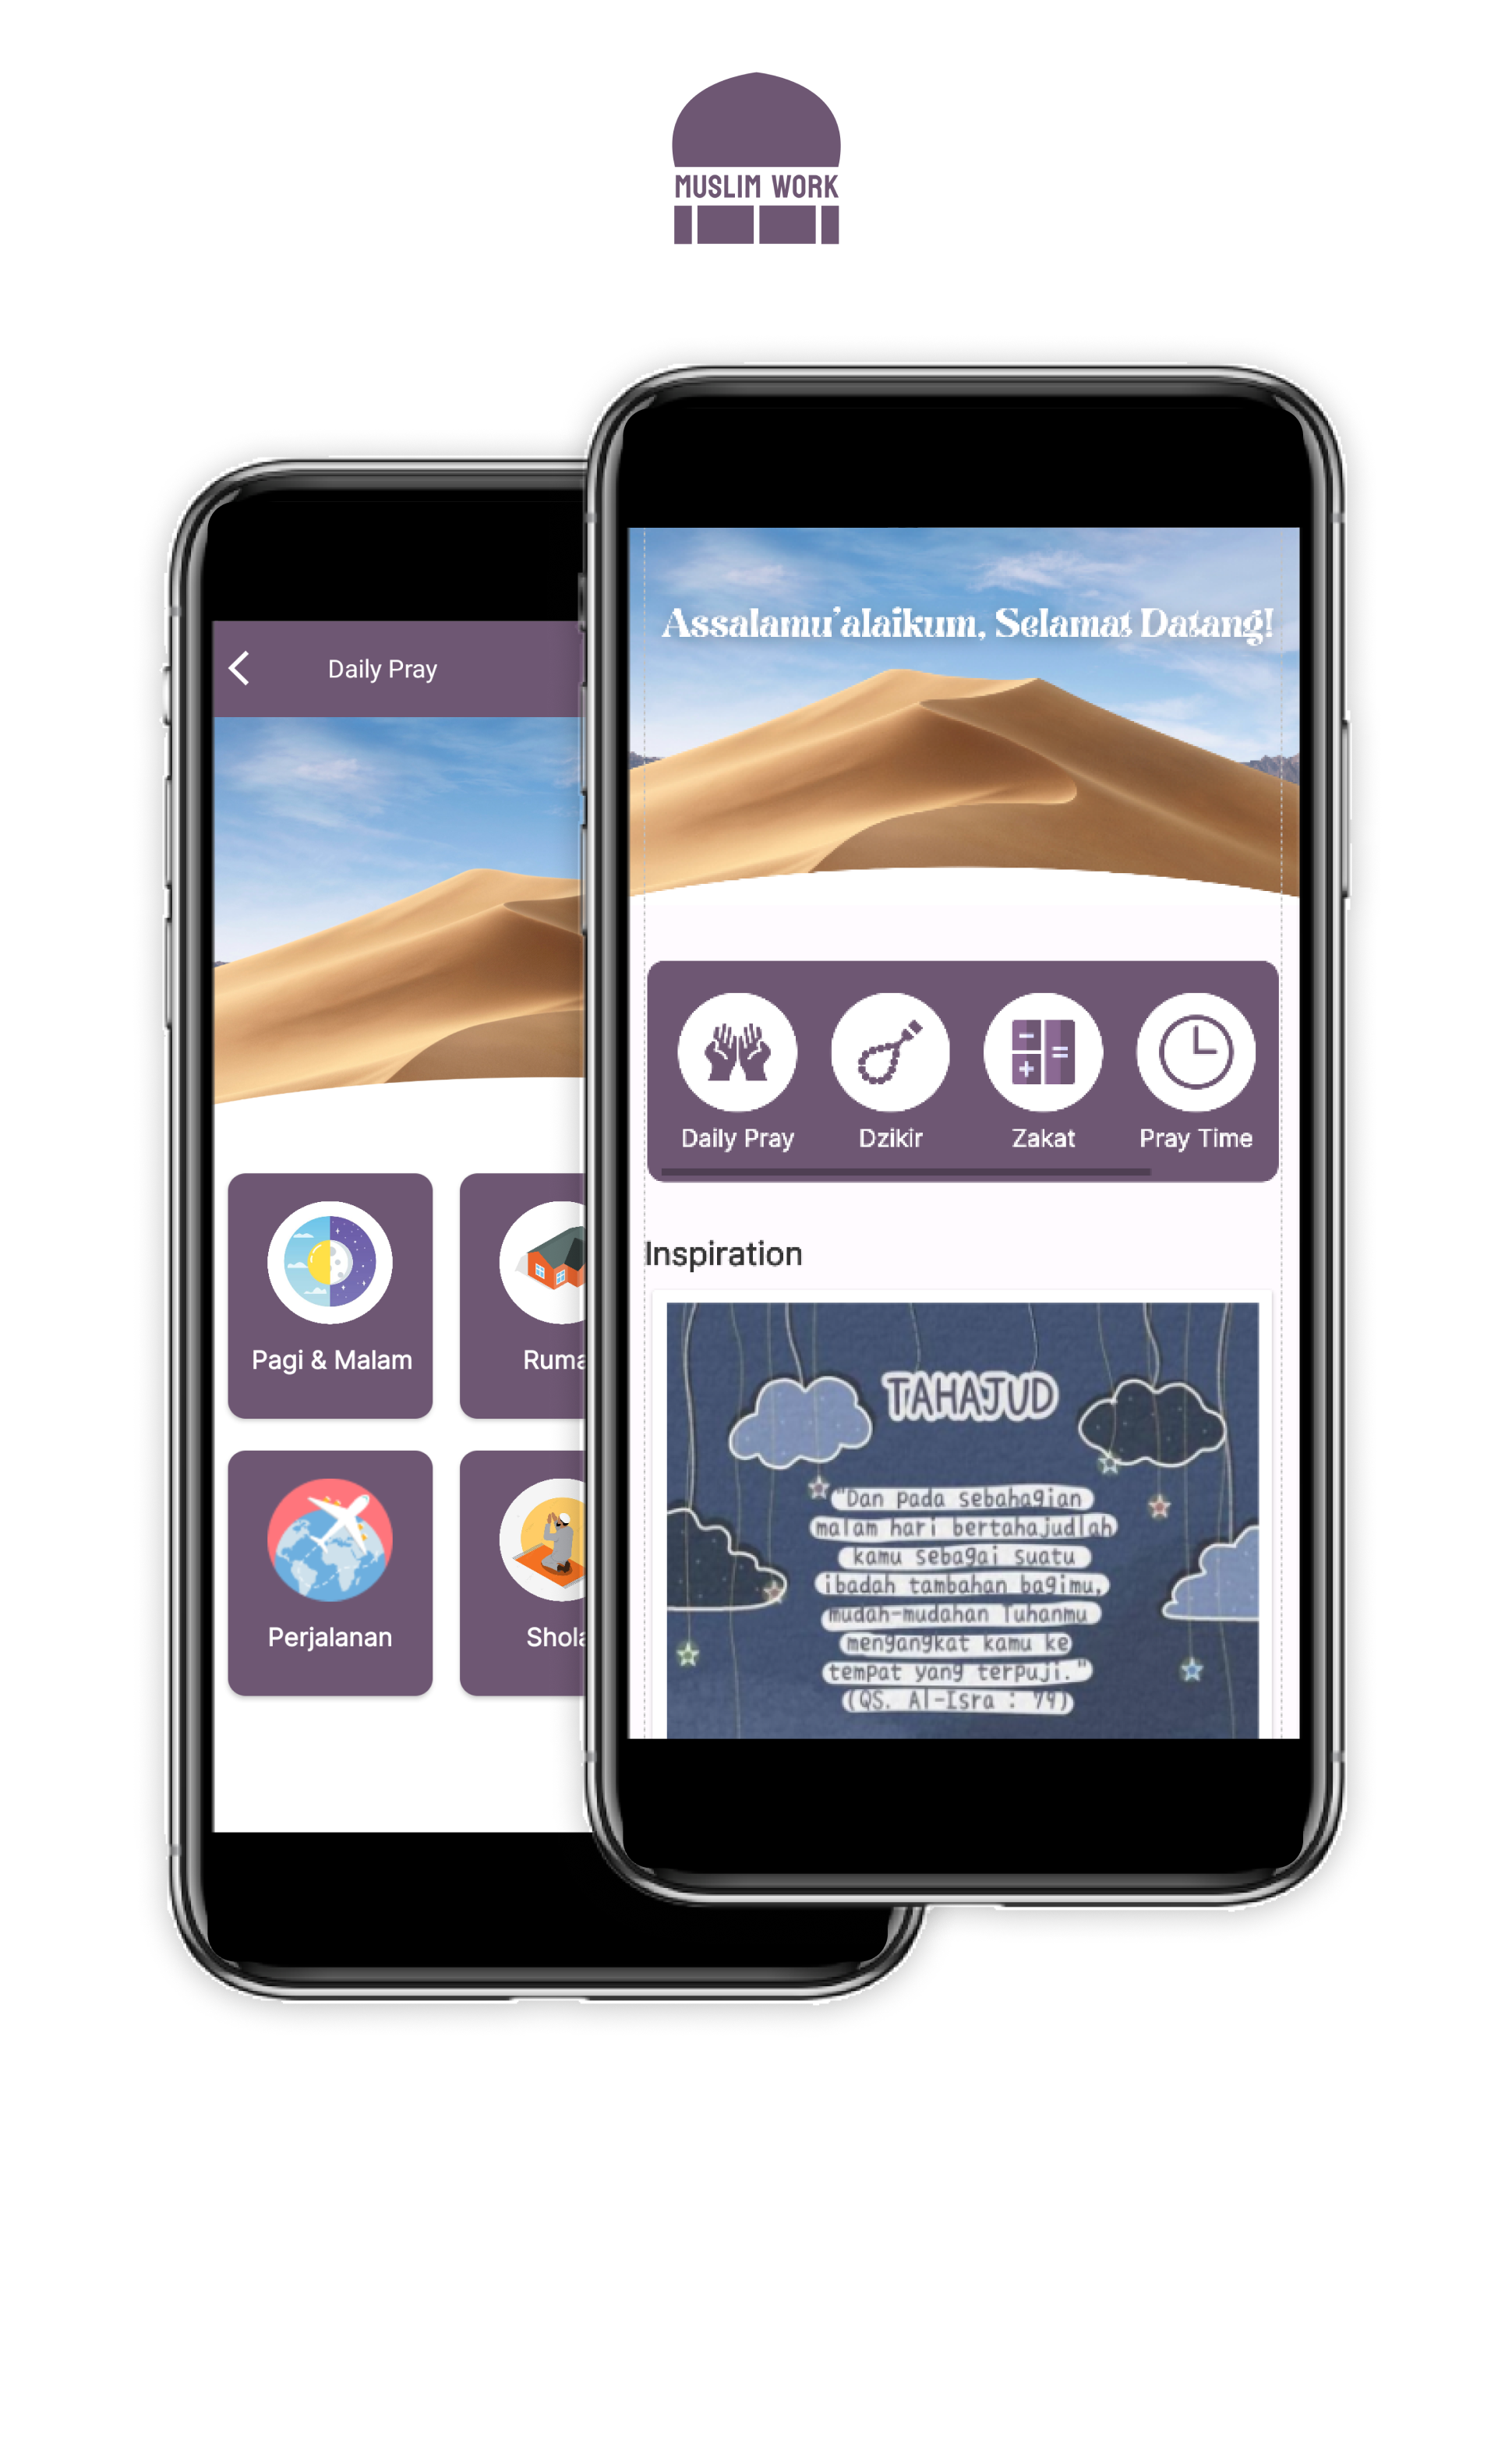 MUSLIM WORK
Daily Pray
Pagi & Malam
Ruma
Perjalanan
Shola
Assalamu'alaikum, Selamat Datang!
Daily Pray
Dzikir
Zakat
Pray Time
Inspiration
TAHAJUD
"Dan pada sebahagian
malam hari bertahajudlah
kamu sebagai suatu
ibadah tambahan bagimu,
mudah-mudahan Tuhanmu
mengangkat kamu ke
tempat yang terpuji."
(QS. Al-Isra : 79)